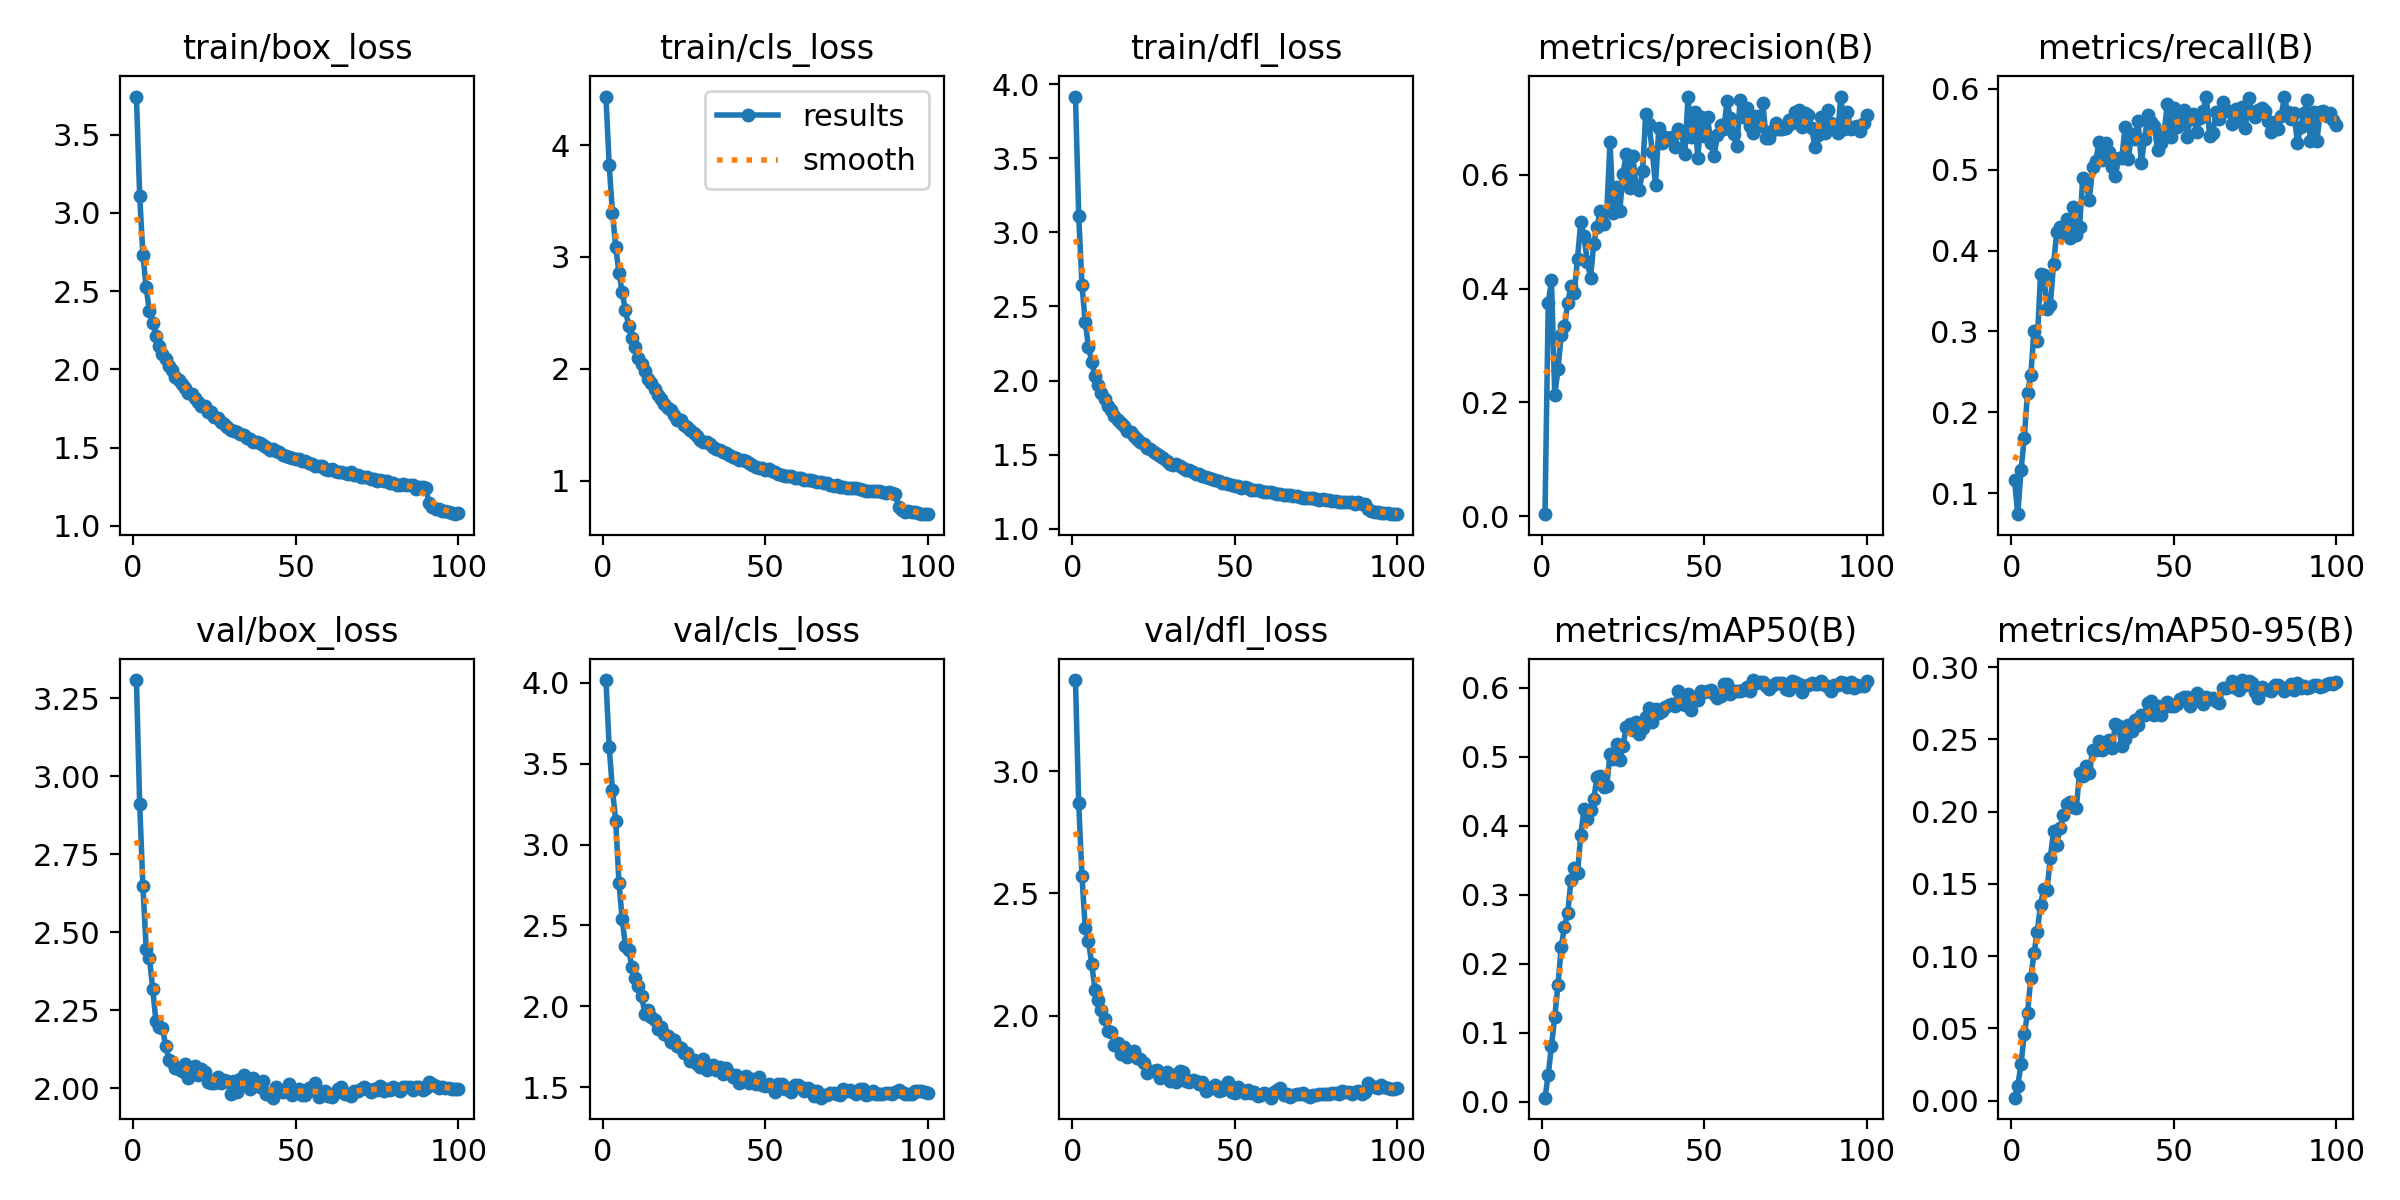 train/box_loss
3.5
3.0
2.5
2.0
1.5
1.0
0 50 100
train/cls_loss
results
smooth
4
3
2
1
0 50 100
train/dfl_loss
4.0
3.5
3.0
2.5
2.0
1.5
1.0
0 50 100
metrics/precision(B)
0.6
0.4
0.2
0.0
0 50 100
metrics/recall(B)
0.6
0.5
0.4
0.3
0.2
0.1
0 50 100
val/box_loss
3.25
3.00
2.75
2.50
2.25
2.00
0 50 100
val/cls_loss
4.0
3.5
3.0
2.5
2.0
1.5
0 50 100
val/dfl_loss
3.0
2.5
2.0
0 50 100
metrics/mAP50(B)
0.6
0.5
0.4
0.3
0.2
0.1
0.0
0 50 100
metrics/mAP50-95(B)
0.30
0.25
0.20
0.15
0.10
0.05
0.00
0 50 100